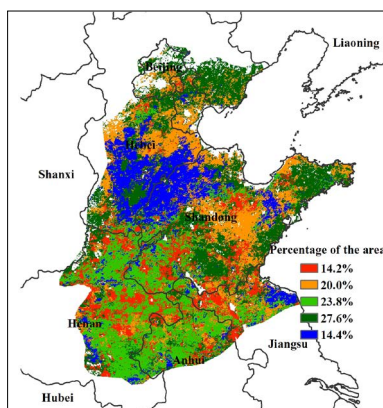 Liaoning
Beijing
Hebei
Shanxi
Shandong
Percentage of the area
14.2%
20.0%
23.8%
27.6%
14.4%
Henan
Jiangsu
Anhui
Hubei